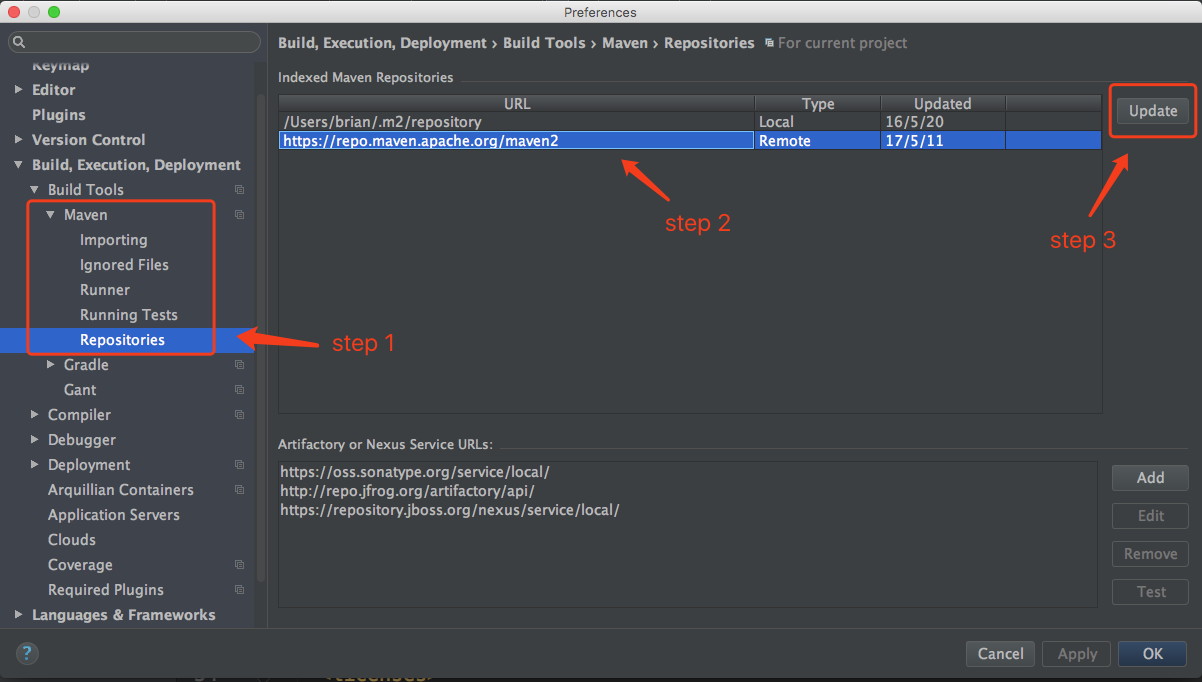 Preferences
Build, Execution, Deployment › Build Tools › Maven › Repositories For current project
Keymap
Editor
Plugins
Version Control
Build, Execution, Deployment
Build Tools
Maven
Importing
Ignored Files
Runner
Running Tests
Repositories
Gradle
Gant
Compiler
Debugger
Deployment
Arquillian Containers
Application Servers
Clouds
Coverage
Required Plugins
Languages & Frameworks
step 1
Indexed Maven Repositories
URL Type Updated
/Users/brian/.m2/repository Local 16/5/20
https://repo.maven.apache.org/maven2 Remote 17/5/11
Update
step 2
step 3
Artifactory or Nexus Service URLs:
https://oss.sonatype.org/service/local/
http://repo.jfrog.org/artifactory/api/
https://repository.jboss.org/nexus/service/local/
Add
Edit
Remove
Test
?
Cancel Apply OK